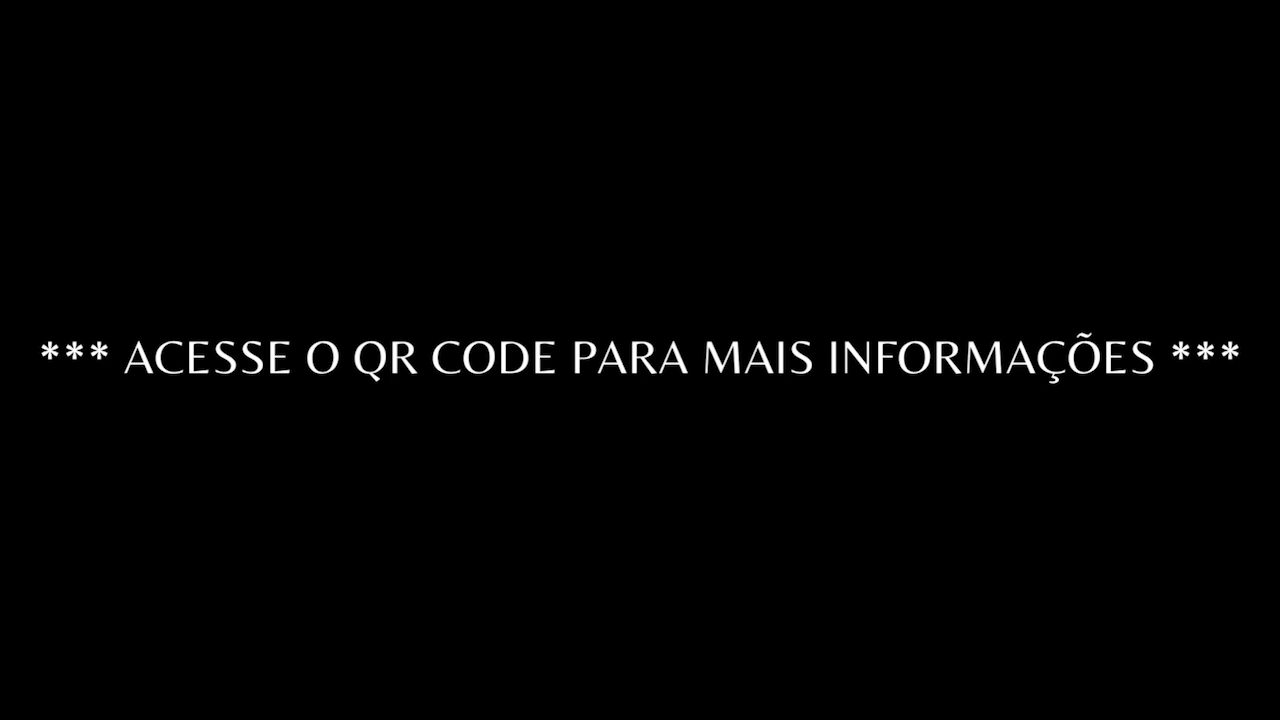 *** ACESSE O QR CODE PARA MAIS INFORMAÇÕES ***